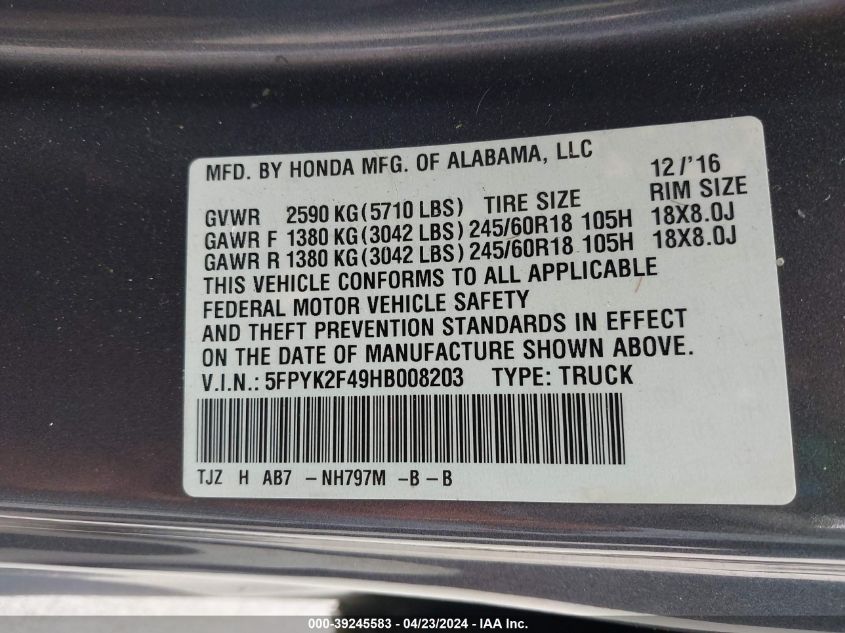 MFD. BY HONDA MFG. OF ALABAMA, LLC 12/'16
GVWR 2590 KG(5710 LBS) TIRE SIZE RIM SIZE
GAWR F 1380 KG(3042 LBS) 245/60R18 105H 18X8.0J
GAWR R 1380 KG(3042 LBS) 245/60R18 105H 18X8.0J
THIS VEHICLE CONFORMS TO ALL APPLICABLE
FEDERAL MOTOR VEHICLE SAFETY
AND THEFT PREVENTION STANDARDS IN EFFECT
ON THE DATE OF MANUFACTURE SHOWN ABOVE.
V.I.N.: 5FPYK2F49HB008203 TYPE: TRUCK
TJZ H AB7 -NH797M -B-B
000-39245583 - 04/23/2024 - IAA Inc.